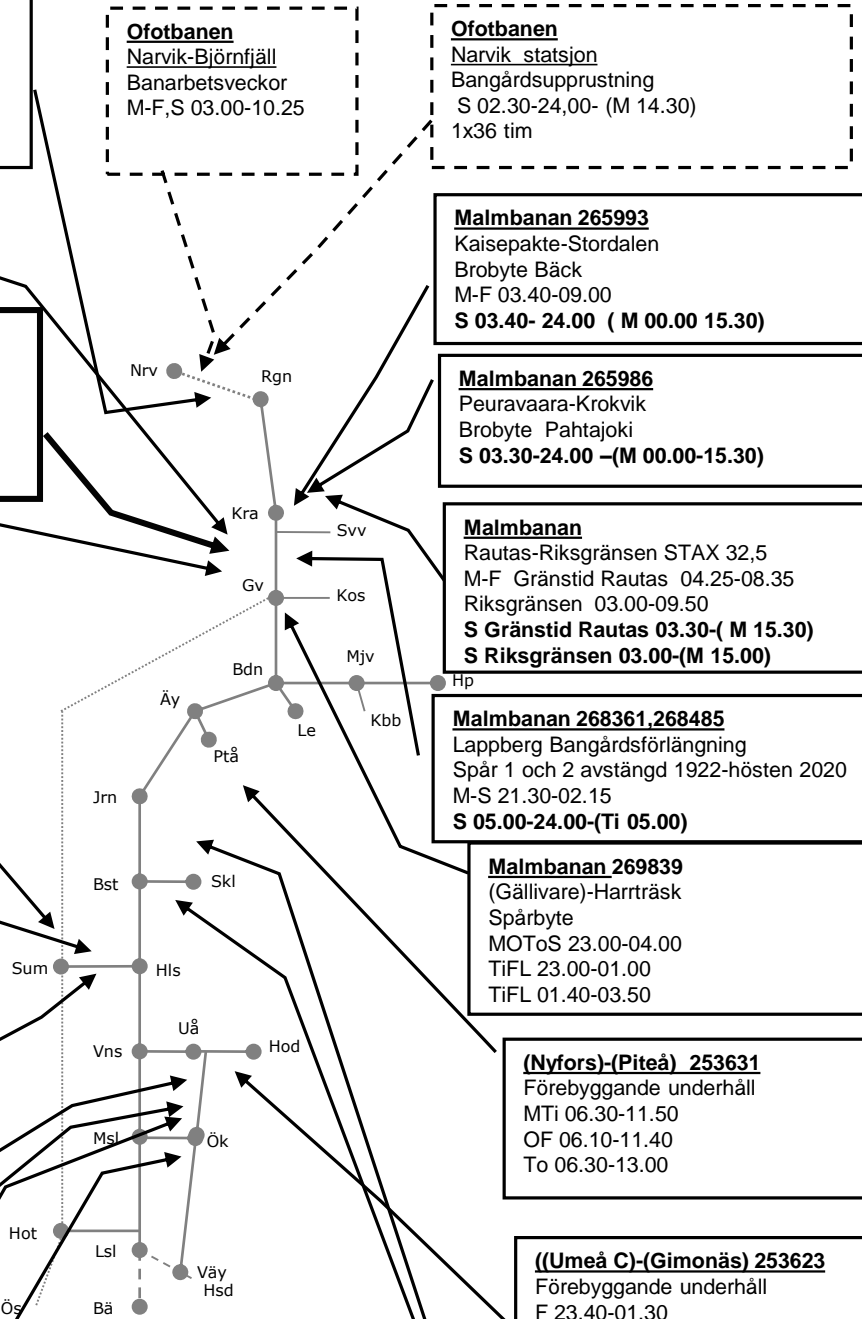 Ofotbanen
Narvik-Björnfjäll
Banarbetsveckor
M-F,S 03.00-10.25
Ofotbanen
Narvik statsjon
Bangårdsupprustning
S 02.30-24,00- (M 14.30)
1x36 tim
Malmbanan 265993
Kaisepakte-Stordalen
Brobyte Bäck
M-F 03.40-09.00
S 03.40- 24.00 ( M 00.00 15.30)
Malmbanan 265986
Peuravaara-Krokvik
Brobyte Pahtajoki
S 03.30-24.00 –(M 00.00-15.30)
Malmbanan
Rautas-Riksgränsen STAX 32,5
M-F Gränstid Rautas 04.25-08.35
Riksgränsen 03.00-09.50
S Gränstid Rautas 03.30-( M 15.30)
S Riksgränsen 03.00-(M 15.00)
Malmbanan 268361,268485
Lappberg Bangårdsförlängning
Spår 1 och 2 avstängd 1922-hösten 2020
M-S 21.30-02.15
S 05.00-24.00-(Ti 05.00)
Malmbanan 269839
(Gällivare)-Harrträsk
Spårbyte
MOToS 23.00-04.00
TiFL 23.00-01.00
TiFL 01.40-03.50
(Nyfors)-(Piteå) 253631
Förebyggande underhåll
MTi 06.30-11.50
OF 06.10-11.40
To 06.30-13.00
((Umeå C)-(Gimonäs) 253623
Förebyggande underhåll
F 23.40-01.30
Nrv
Rgn
Kra
Svv
Gv
Kos
Bdn
Mjv
Hp
Äy
Le
Kbb
Ptå
Jrn
Bst
Skl
Sum
Hls
Uå
Vns
Hod
Msl
Ök
Hot
Lsl
Väy
Hsd
Ös
Bä